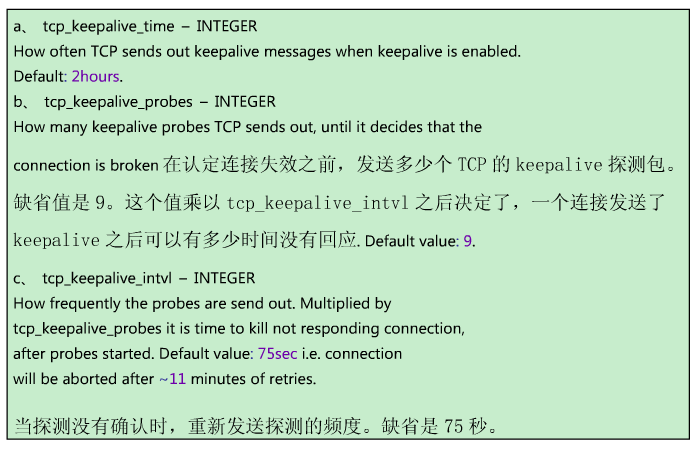 a、 tcp_keepalive_time – INTEGER
How often TCP sends out keepalive messages when keepalive is enabled.
Default: 2hours.
b、 tcp_keepalive_probes – INTEGER
How many keepalive probes TCP sends out, until it decides that the
connection is broken 在认定连接失效之前，发送多少个 TCP 的 keepalive 探测包。
缺省值是 9。这个值乘以 tcp_keepalive_intvl 之后决定了，一个连接发送了
keepalive 之后可以有多少时间没有回应. Default value: 9.
c、 tcp_keepalive_intvl – INTEGER
How frequently the probes are send out. Multiplied by
tcp_keepalive_probes it is time to kill not responding connection,
after probes started. Default value: 75sec i.e. connection
will be aborted after ~11 minutes of retries.
当探测没有确认时，重新发送探测的频度。缺省是 75 秒。